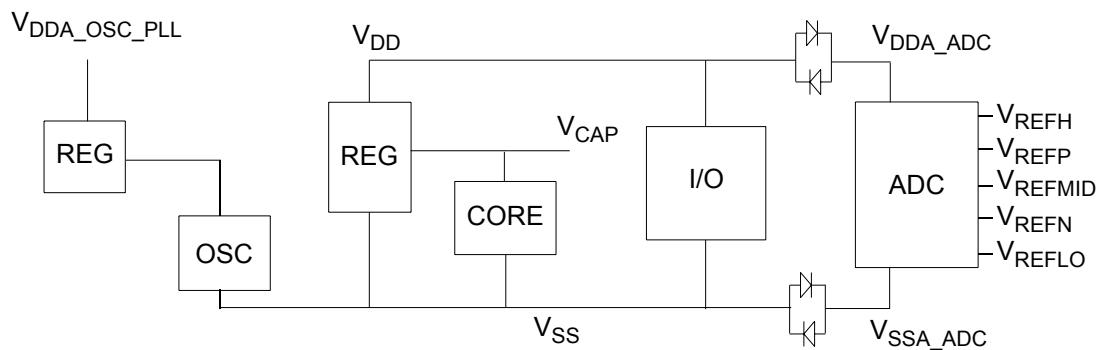 VDDA_OSC_PLL
VDD
VDDA_ADC
REG
REG
VCAP
CORE
I/O
ADC
VREFH
VREFP
VREFMID
VREFN
VREFLO
OSC
VSS
VSSA_ADC